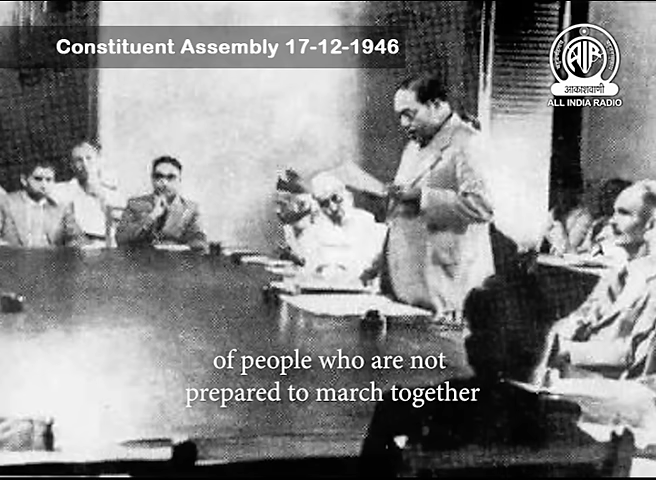 Constituent Assembly 17-12-1946
AIR
आकाशवाणी
ALL INDIA RADIO
of people who are not
prepared to march together